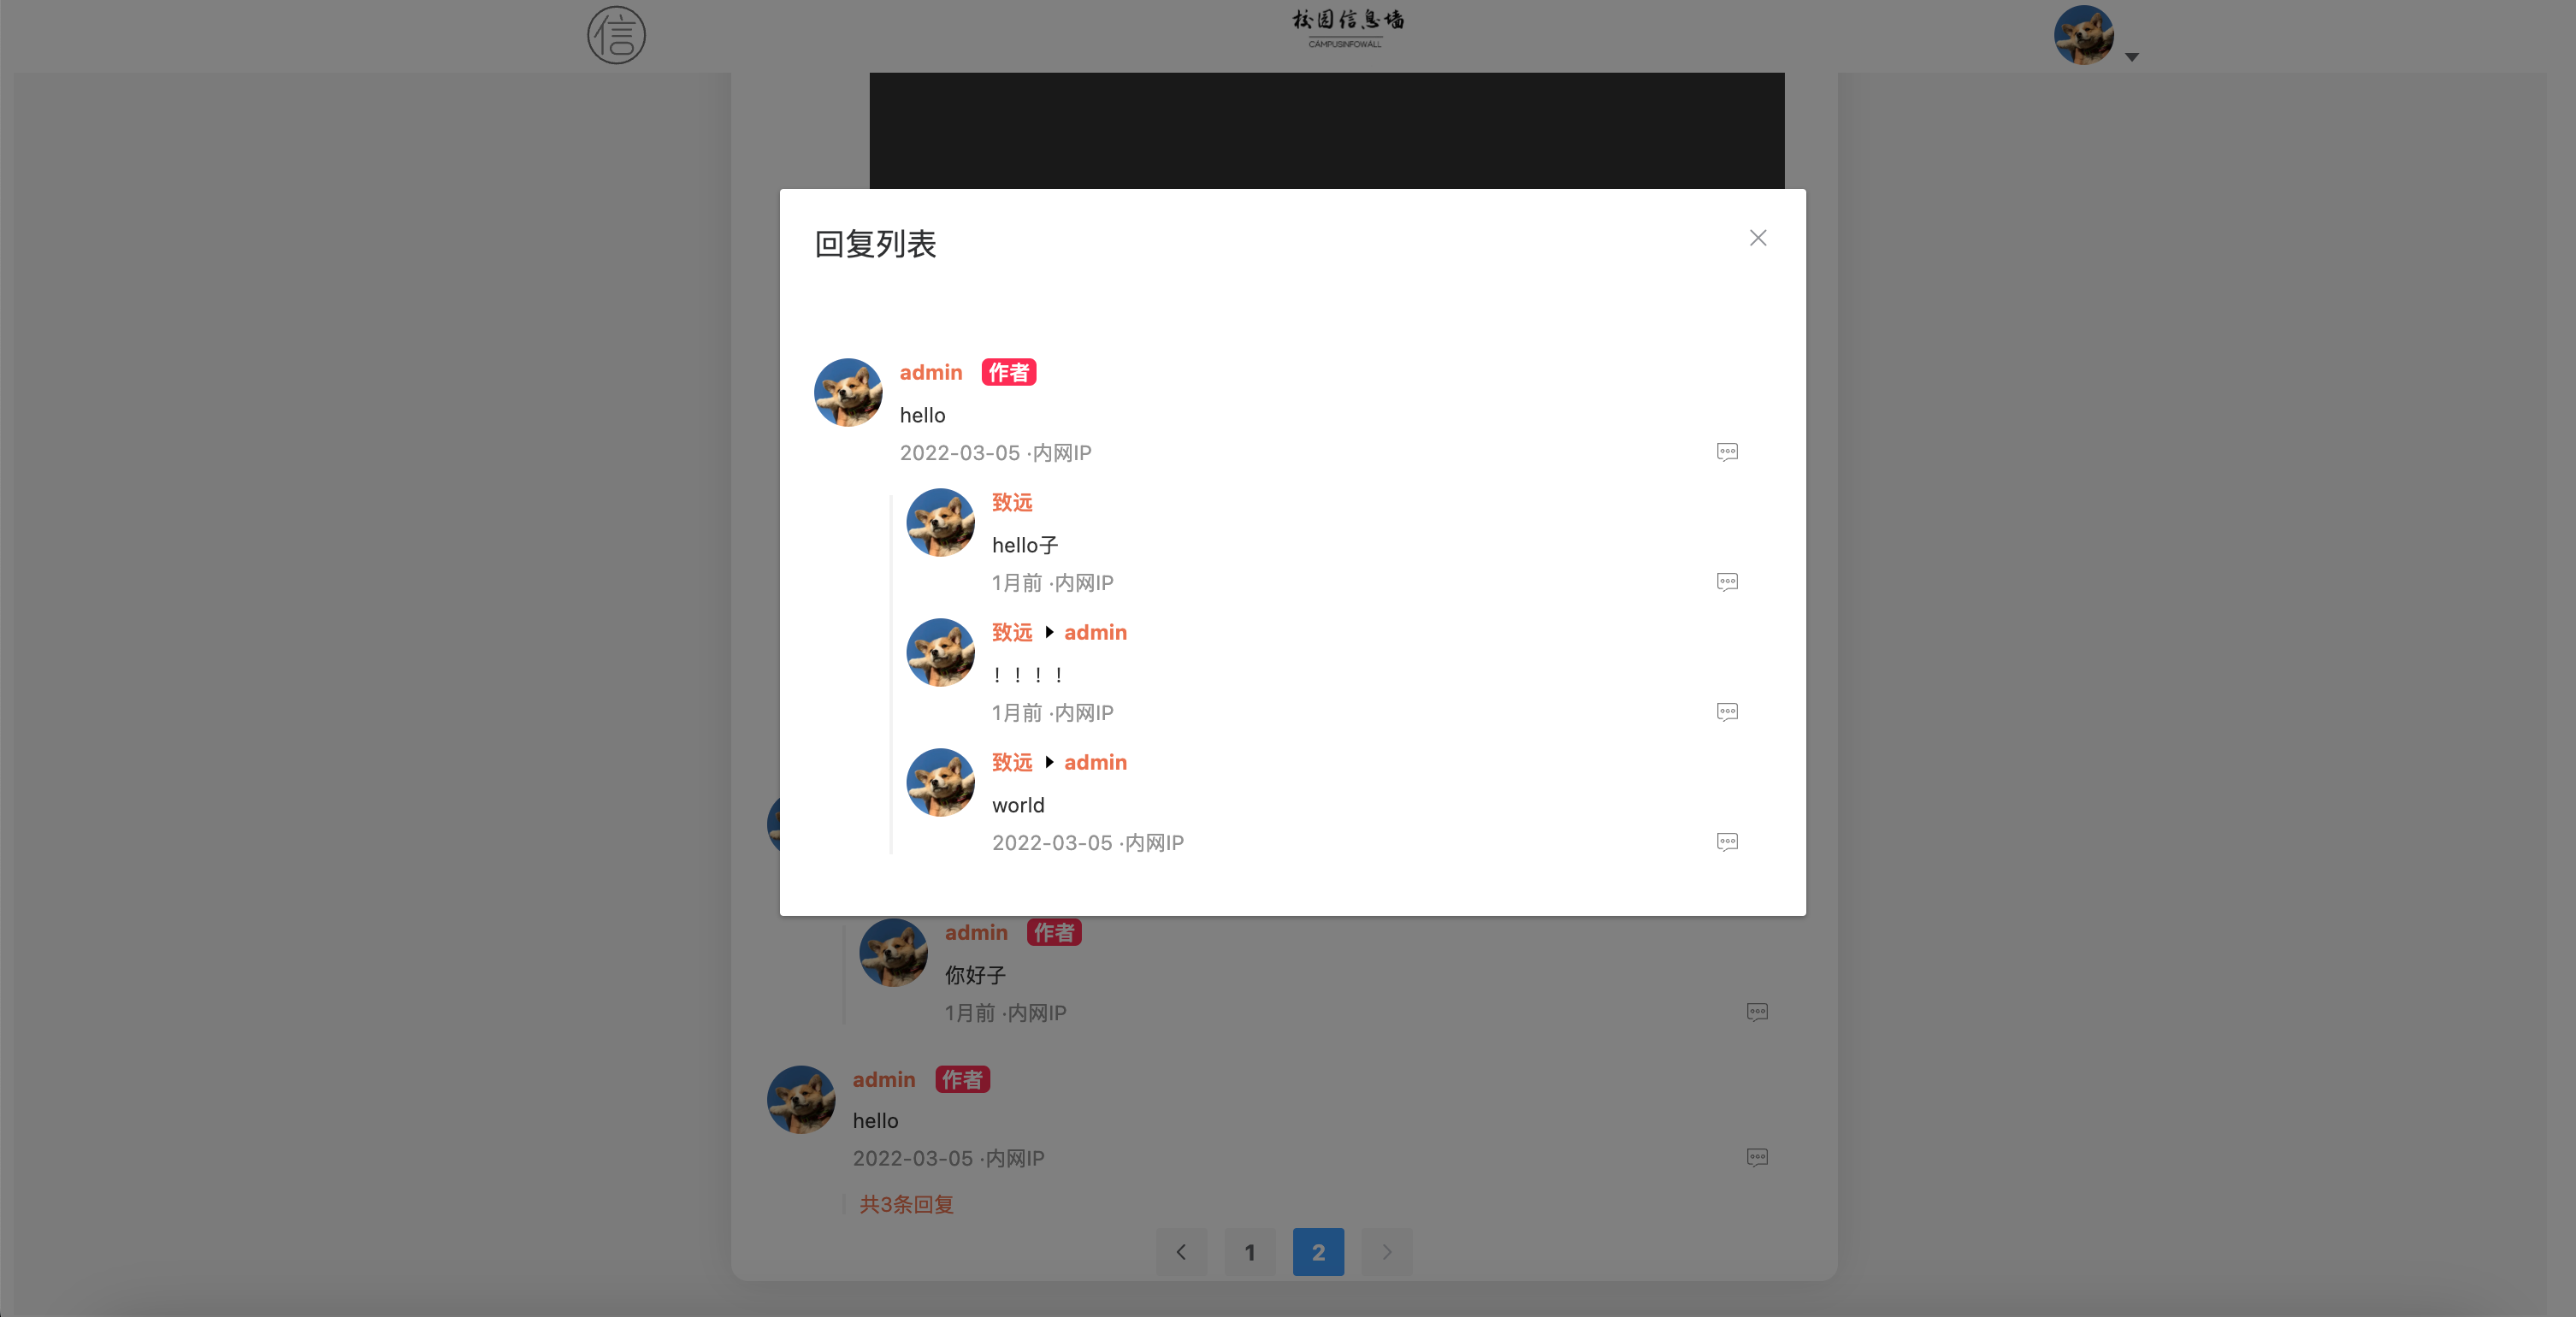 信
校园信息墙
CAMPUSINFOWALL
回复列表
admin 作者
hello
2022-03-05 ·内网IP
致远
hello子
1月前 ·内网IP
致远 admin
！！！！
1月前 ·内网IP
致远 admin
world
2022-03-05 ·内网IP
admin 作者
你好子
1月前 ·内网IP
admin 作者
hello
2022-03-05 ·内网IP
共3条回复
1 2